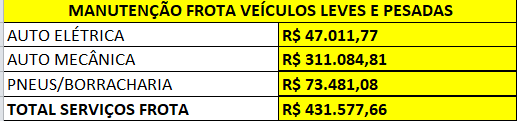 MANUTENÇÃO FROTA VEÍCULOS LEVES E PESADAS
AUTO ELÉTRICA R$ 47.011,77
AUTO MECÂNICA R$ 311.084,81
PNEUS/BORRACHARIA R$ 73.481,08
TOTAL SERVIÇOS FROTA R$ 431.577,66